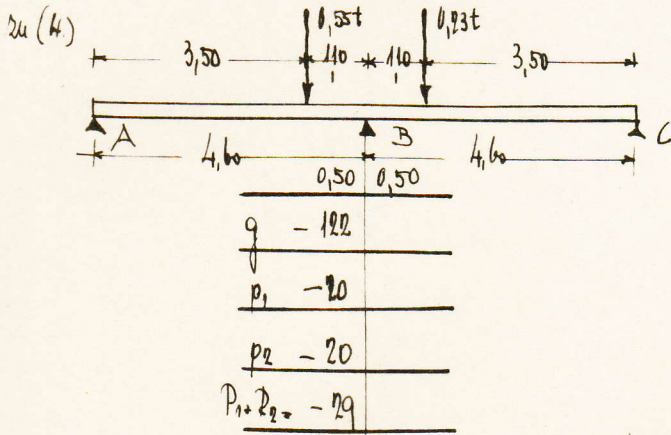 zu (H)
0,55t 0,23t
3,50 1,10 1,10 3,50
A B C
4,60 4,60
0,50 0,50
g - 122
p1 - 20
p2 - 20
P1+P2= - 29